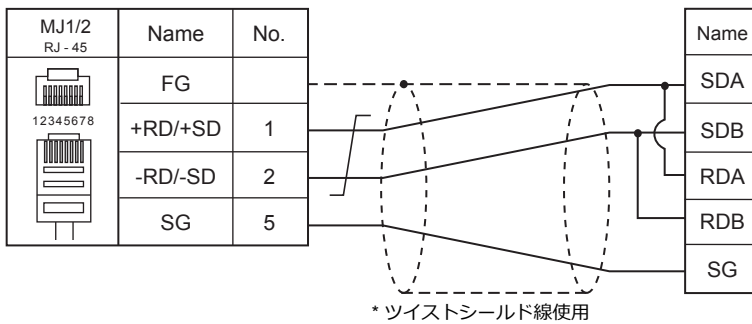 MJ1/2
RJ - 45
Name
No.
12345678
FG
+RD/+SD
1
-RD/-SD
2
SG
5
Name
SDA
SDB
RDA
RDB
SG
* ツイストシールド線使用